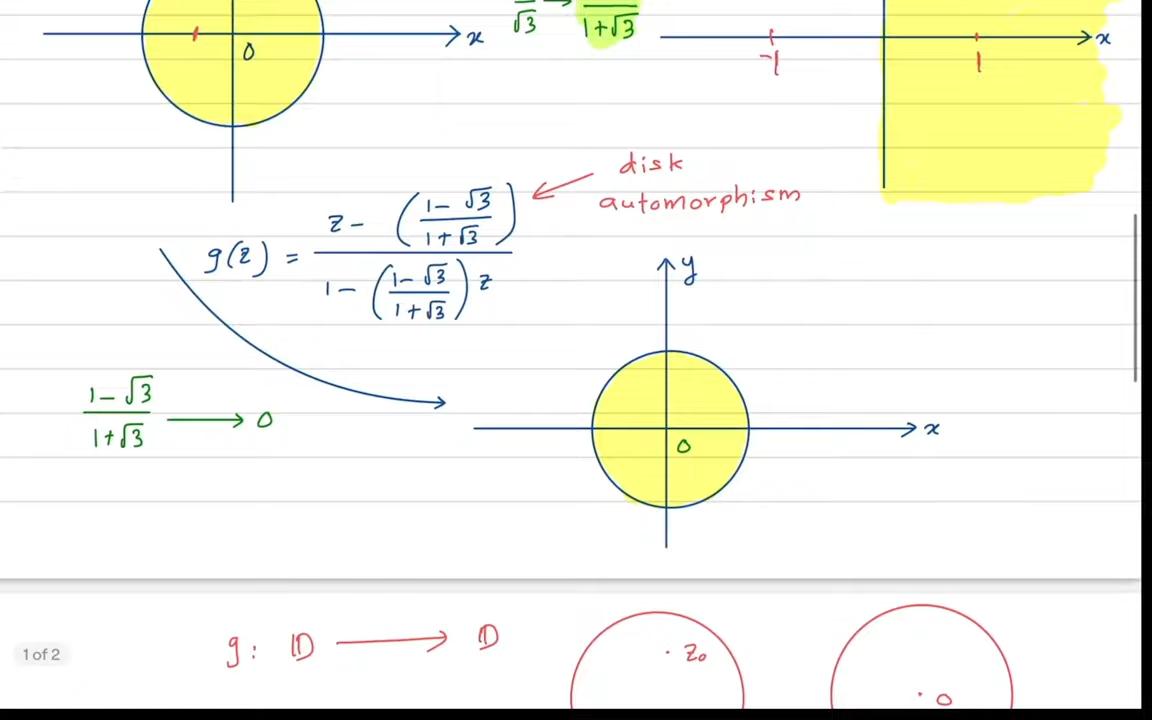 √3 → 1+√3
x
x
0
-1
1
disk
automorphism
g(z) = (z - ((1-√3)/(1+√3))) / (1 - ((1-√3)/(1+√3)) z)
y
(1-√3)/(1+√3) → 0
x
0
g: 𝔻 → 𝔻
z₀
0
1 of 2